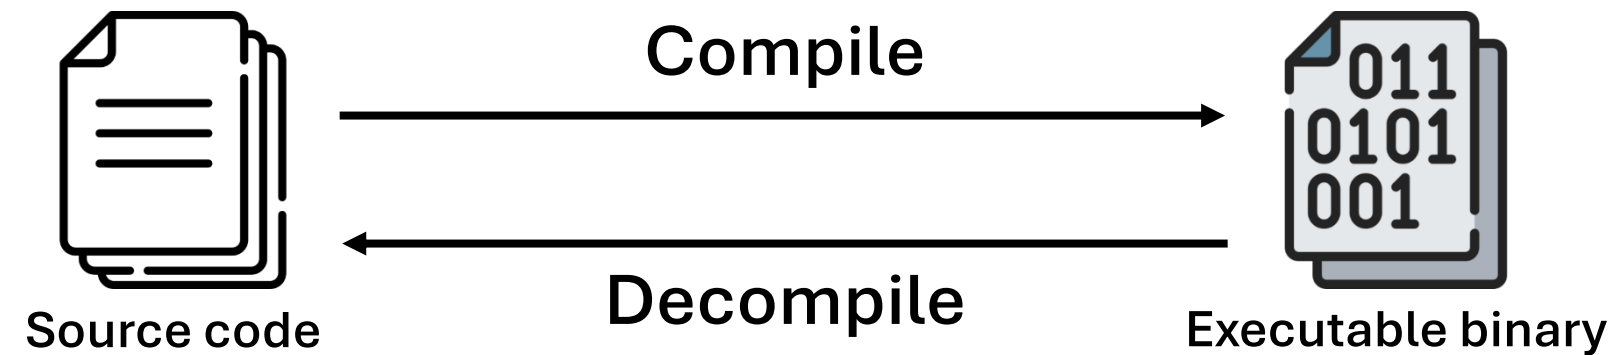 Compile
011
0101
001
Decompile
Source code
Executable binary